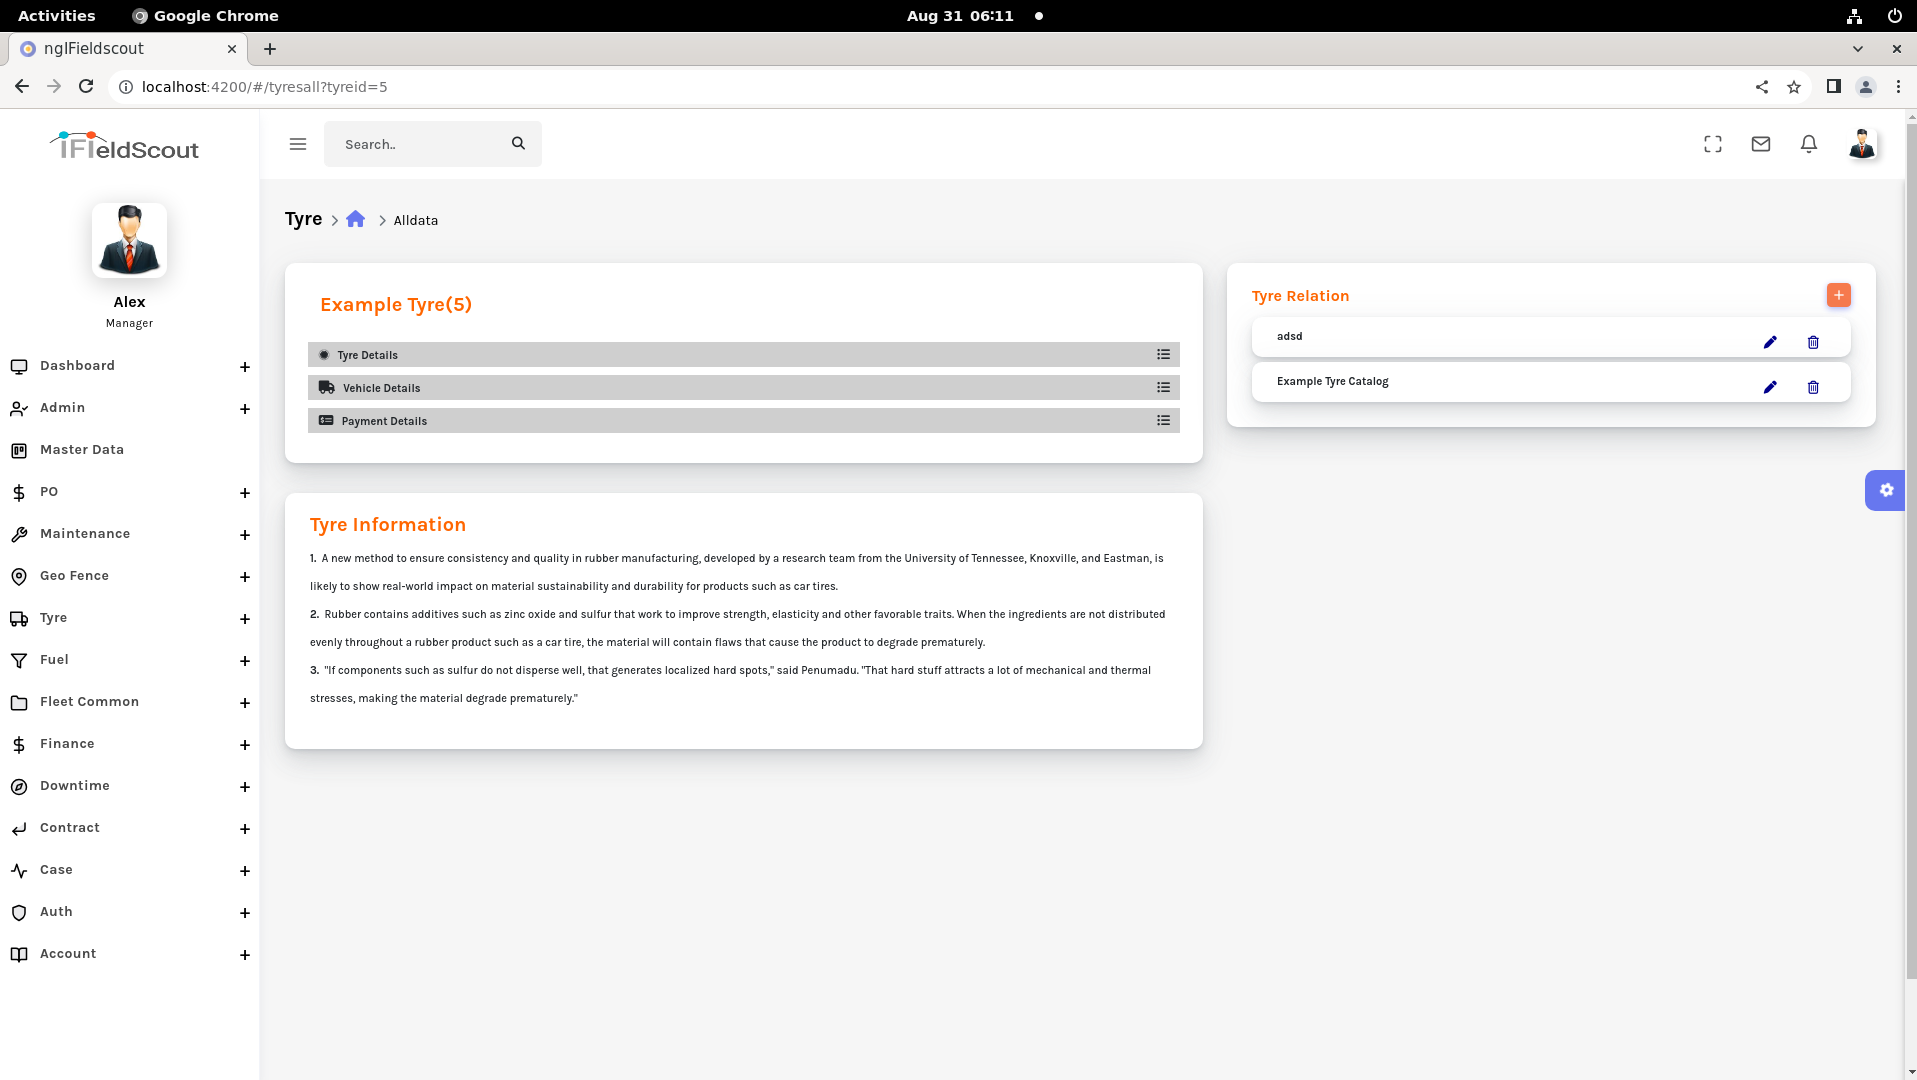 Activities
Google Chrome
Aug 31 06:11
ngIFieldscout
localhost:4200/#/tyresall?tyreid=5
iFieldScout
Search..
Alex
Manager
Dashboard
Admin
Master Data
PO
Maintenance
Geo Fence
Tyre
Fuel
Fleet Common
Finance
Downtime
Contract
Case
Auth
Account
Tyre
Alldata
Example Tyre(5)
Tyre Details
Vehicle Details
Payment Details
Tyre Information
1. A new method to ensure consistency and quality in rubber manufacturing, developed by a research team from the University of Tennessee, Knoxville, and Eastman, is
likely to show real-world impact on material sustainability and durability for products such as car tires.
2. Rubber contains additives such as zinc oxide and sulfur that work to improve strength, elasticity and other favorable traits. When the ingredients are not distributed
evenly throughout a rubber product such as a car tire, the material will contain flaws that cause the product to degrade prematurely.
3. "If components such as sulfur do not disperse well, that generates localized hard spots," said Penumadu. "That hard stuff attracts a lot of mechanical and thermal
stresses, making the material degrade prematurely."
Tyre Relation
adsd
Example Tyre Catalog